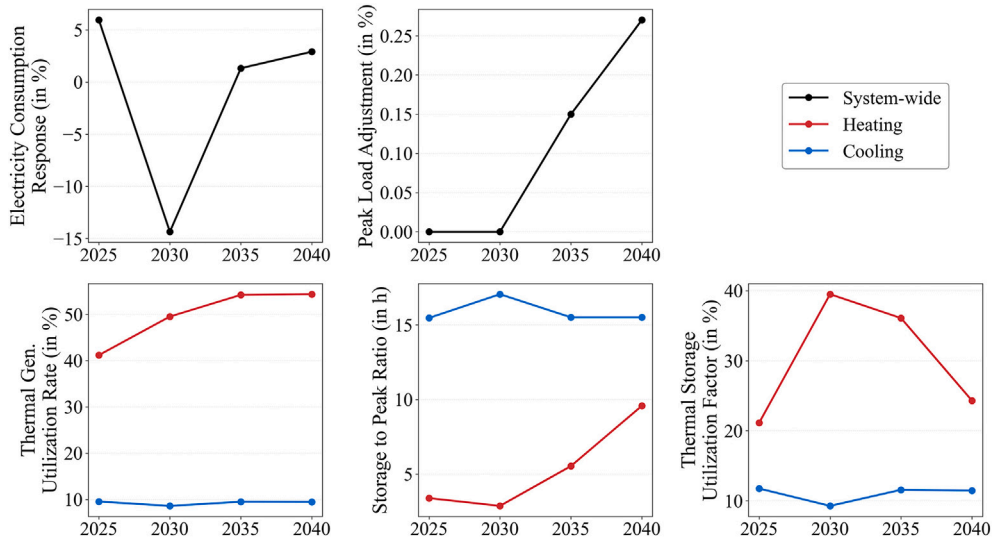 Electricity Consumption
Response (in %)
5
0
−5
−10
−15
2025 2030 2035 2040
Peak Load Adjustment (in %)
0.25
0.20
0.15
0.10
0.05
0.00
2025 2030 2035 2040
System-wide
Heating
Cooling
Thermal Gen.
Utilization Rate (in %)
50
40
30
20
10
2025 2030 2035 2040
Storage to Peak Ratio (in h)
15
10
5
2025 2030 2035 2040
Thermal Storage
Utilization Factor (in %)
40
30
20
10
2025 2030 2035 2040